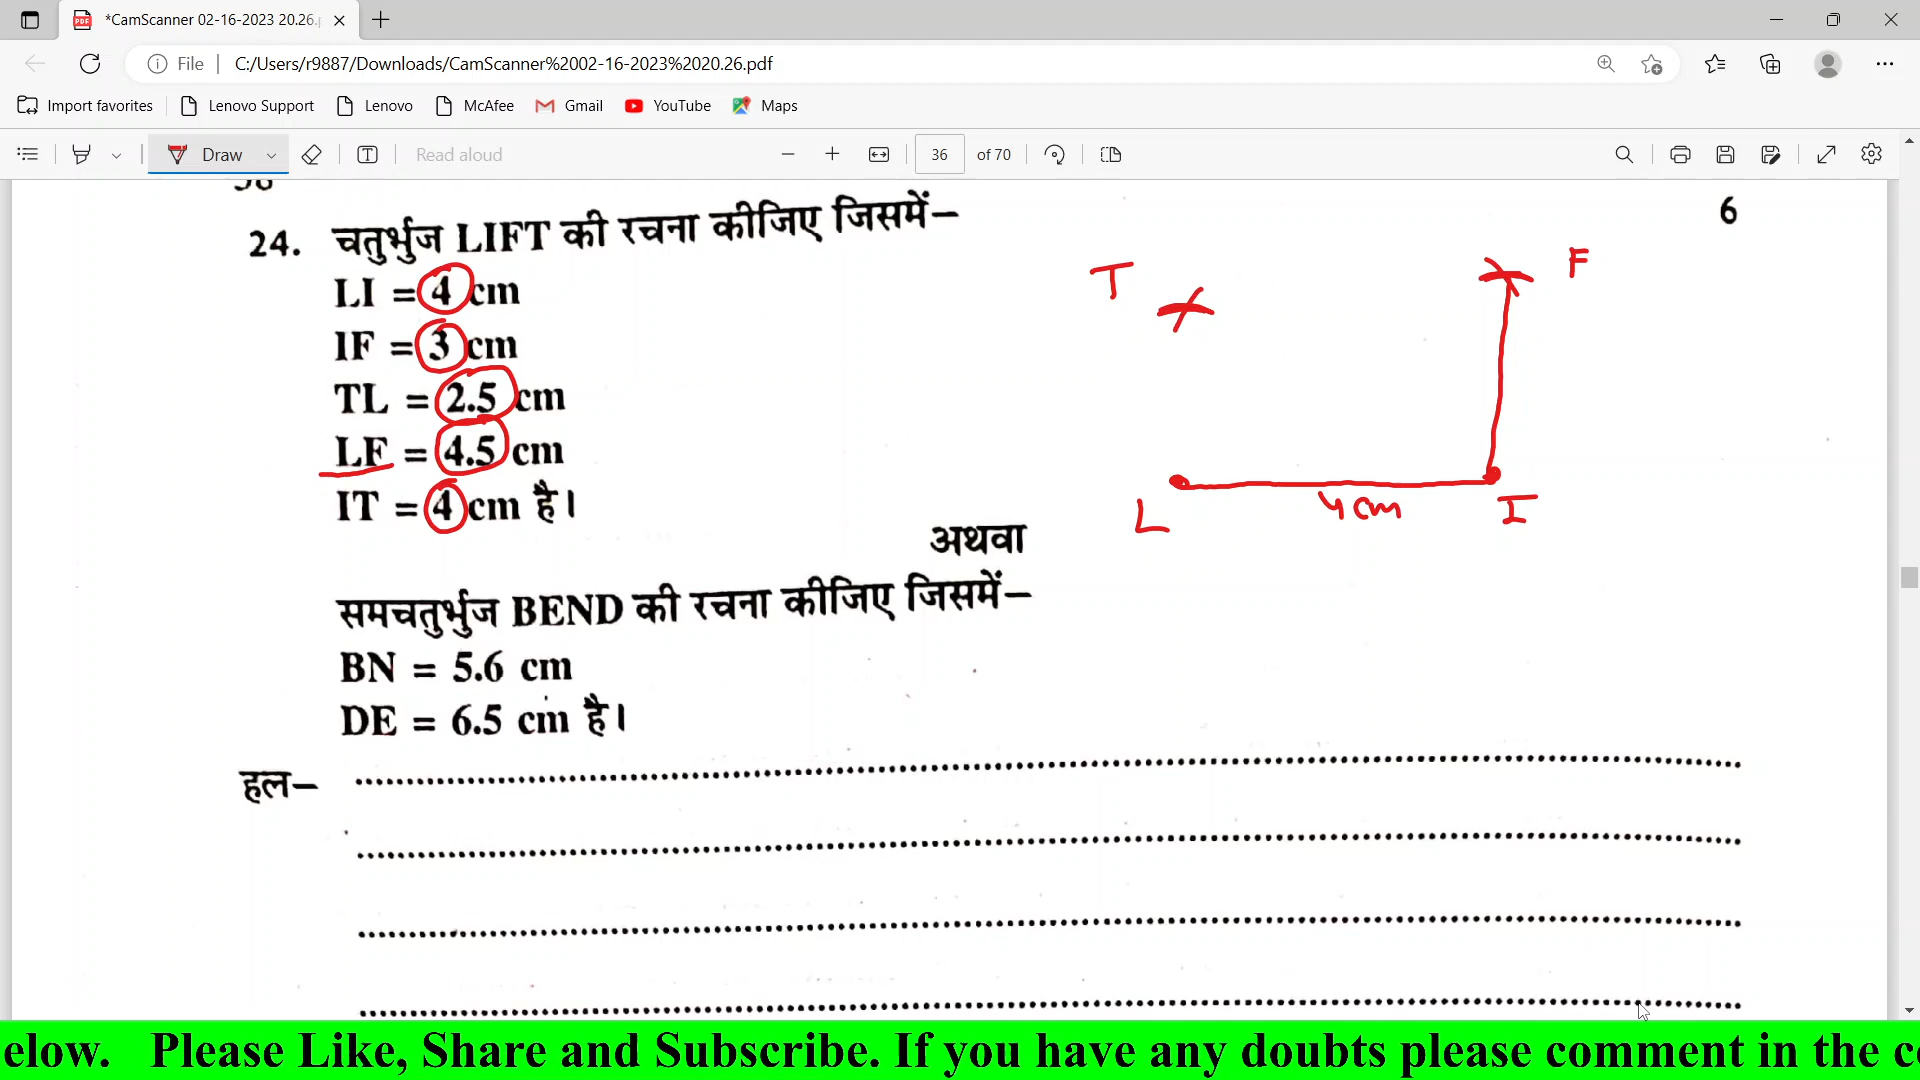 *CamScanner 02-16-2023 20.26.
File C:/Users/r9887/Downloads/CamScanner%2002-16-2023%2020.26.pdf
Import favorites Lenovo Support Lenovo McAfee Gmail YouTube Maps
Draw Read aloud 36 of 70
24. चतुर्भुज LIFT की रचना कीजिए जिसमें– 6
LI = 4 cm
IF = 3 cm
TL = 2.5 cm
LF = 4.5 cm
IT = 4 cm है।
T F
L 4cm I
अथवा
समचतुर्भुज BEND की रचना कीजिए जिसमें–
BN = 5.6 cm
DE = 6.5 cm है।
हल–
elow. Please Like, Share and Subscribe. If you have any doubts please comment in the c